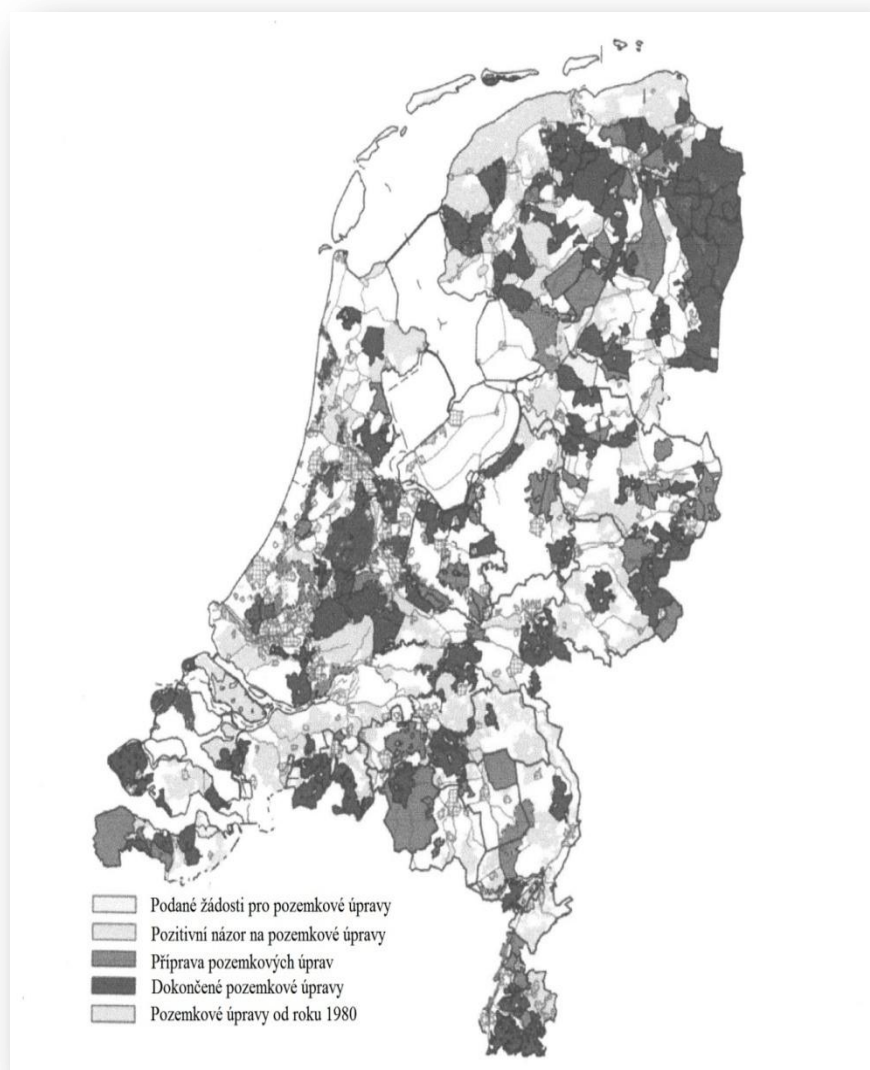 Podané žádosti pro pozemkové úpravy
Pozitivní názor na pozemkové úpravy
Příprava pozemkových úprav
Dokončené pozemkové úpravy
Pozemkové úpravy od roku 1980